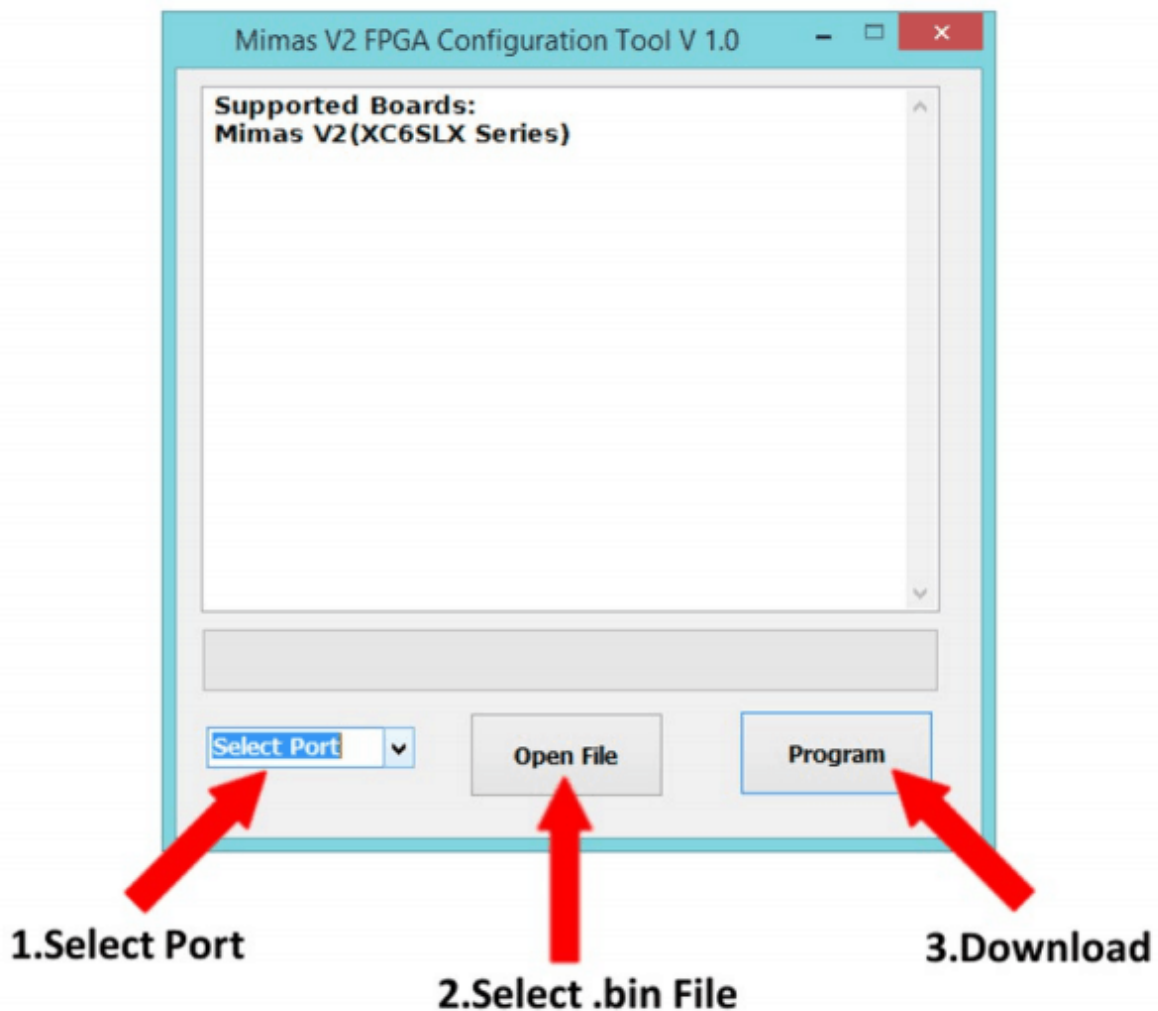 Mimas V2 FPGA Configuration Tool V 1.0
Supported Boards:
Mimas V2(XC6SLX Series)
Select Port
Open File
Program
1.Select Port
2.Select .bin File
3.Download